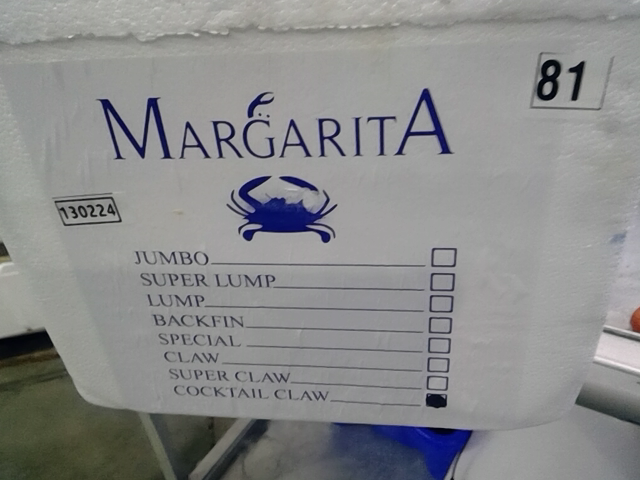 81
MARGARITA
130224
JUMBO
SUPER LUMP
LUMP
BACKFIN
SPECIAL
CLAW
SUPER CLAW
COCKTAIL CLAW